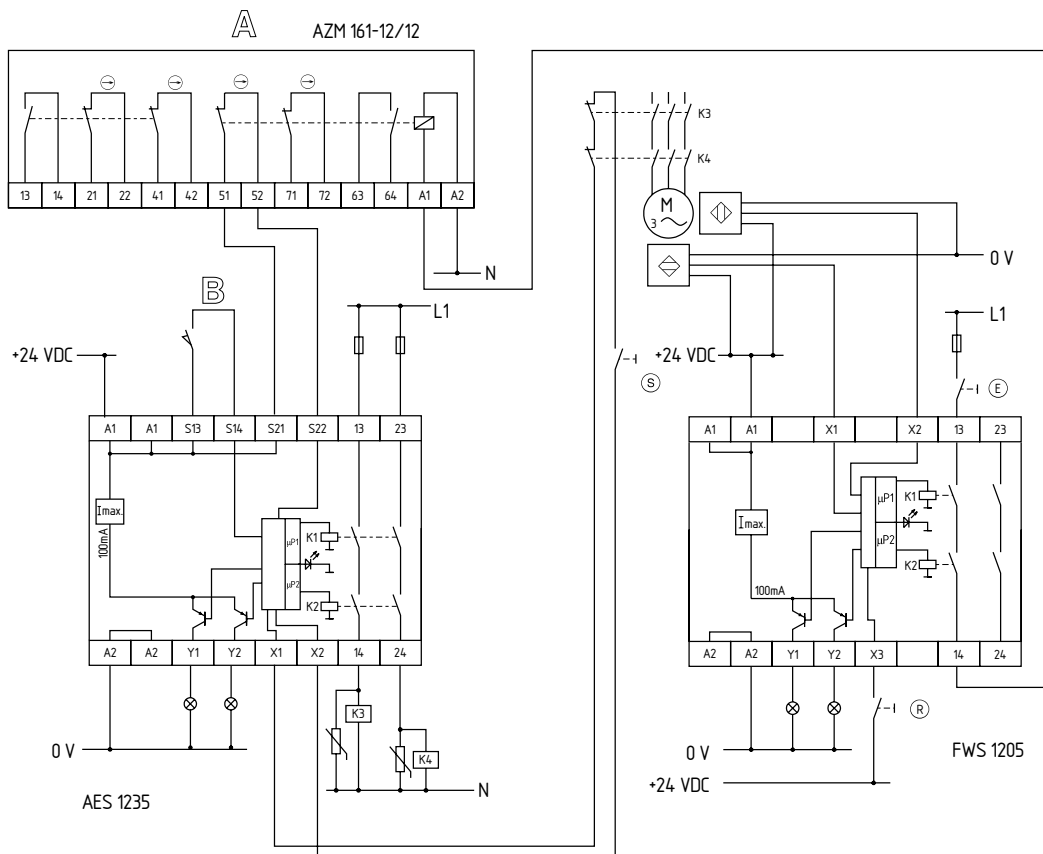 A AZM 161-12/12
13 14 21 22 41 42 51 52 71 72 63 64 A1 A2
K3
K4
M
3
N
0 V
B
L1
L1
+24 VDC
+24 VDC
S
E
A1 A1 S13 S14 S21 S22 13 23
A1 A1 X1 X2 13 23
Imax.
100mA
µP1
µP2
K1
K2
Imax.
100mA
µP1
µP2
K1
K2
A2 A2 Y1 Y2 X1 X2 14 24
A2 A2 Y1 Y2 X3 14 24
K3
K4
R
0 V
N
0 V
+24 VDC
FWS 1205
AES 1235